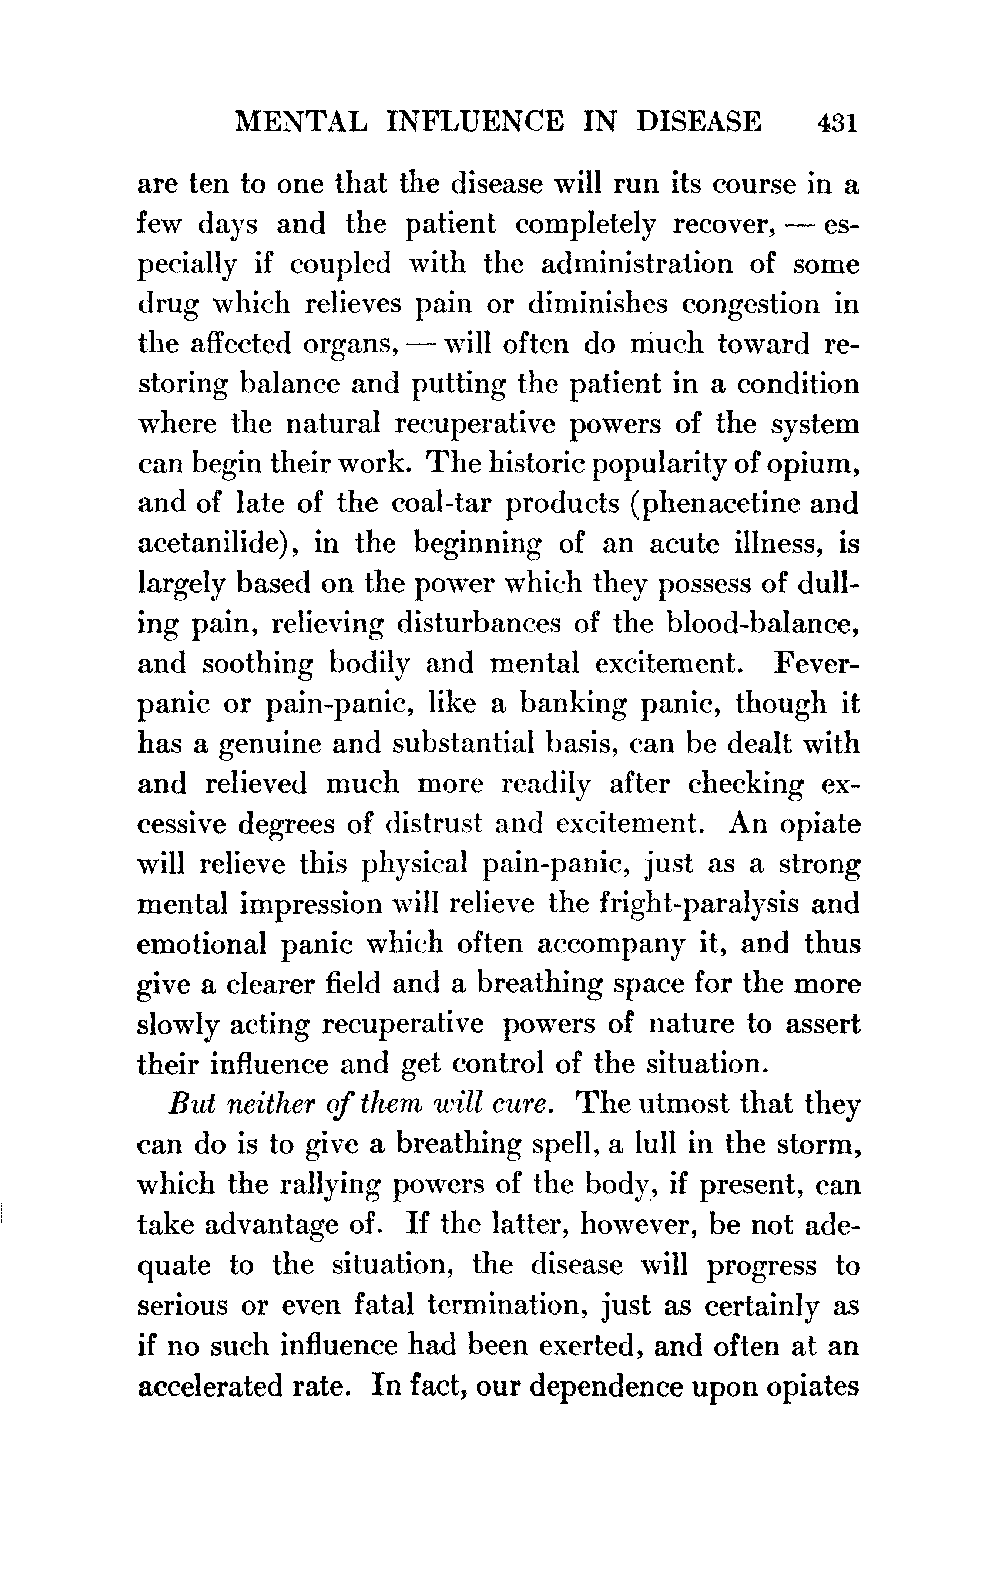 MENTAL INFLUENCE IN DISEASE 431
are ten to one that the disease will run its course in a
few days and the patient completely recover, — es-
pecially if coupled with the administration of some
drug which relieves pain or diminishes congestion in
the affected organs, — will often do much toward re-
storing balance and putting the patient in a condition
where the natural recuperative powers of the system
can begin their work. The historic popularity of opium,
and of late of the coal-tar products (phenacetine and
acetanilide), in the beginning of an acute illness, is
largely based on the power which they possess of dull-
ing pain, relieving disturbances of the blood-balance,
and soothing bodily and mental excitement. Fever-
panic or pain-panic, like a banking panic, though it
has a genuine and substantial basis, can be dealt with
and relieved much more readily after checking ex-
cessive degrees of distrust and excitement. An opiate
will relieve this physical pain-panic, just as a strong
mental impression will relieve the fright-paralysis and
emotional panic which often accompany it, and thus
give a clearer field and a breathing space for the more
slowly acting recuperative powers of nature to assert
their influence and get control of the situation.
But neither of them will cure. The utmost that they
can do is to give a breathing spell, a lull in the storm,
which the rallying powers of the body, if present, can
take advantage of. If the latter, however, be not ade-
quate to the situation, the disease will progress to
serious or even fatal termination, just as certainly as
if no such influence had been exerted, and often at an
accelerated rate. In fact, our dependence upon opiates